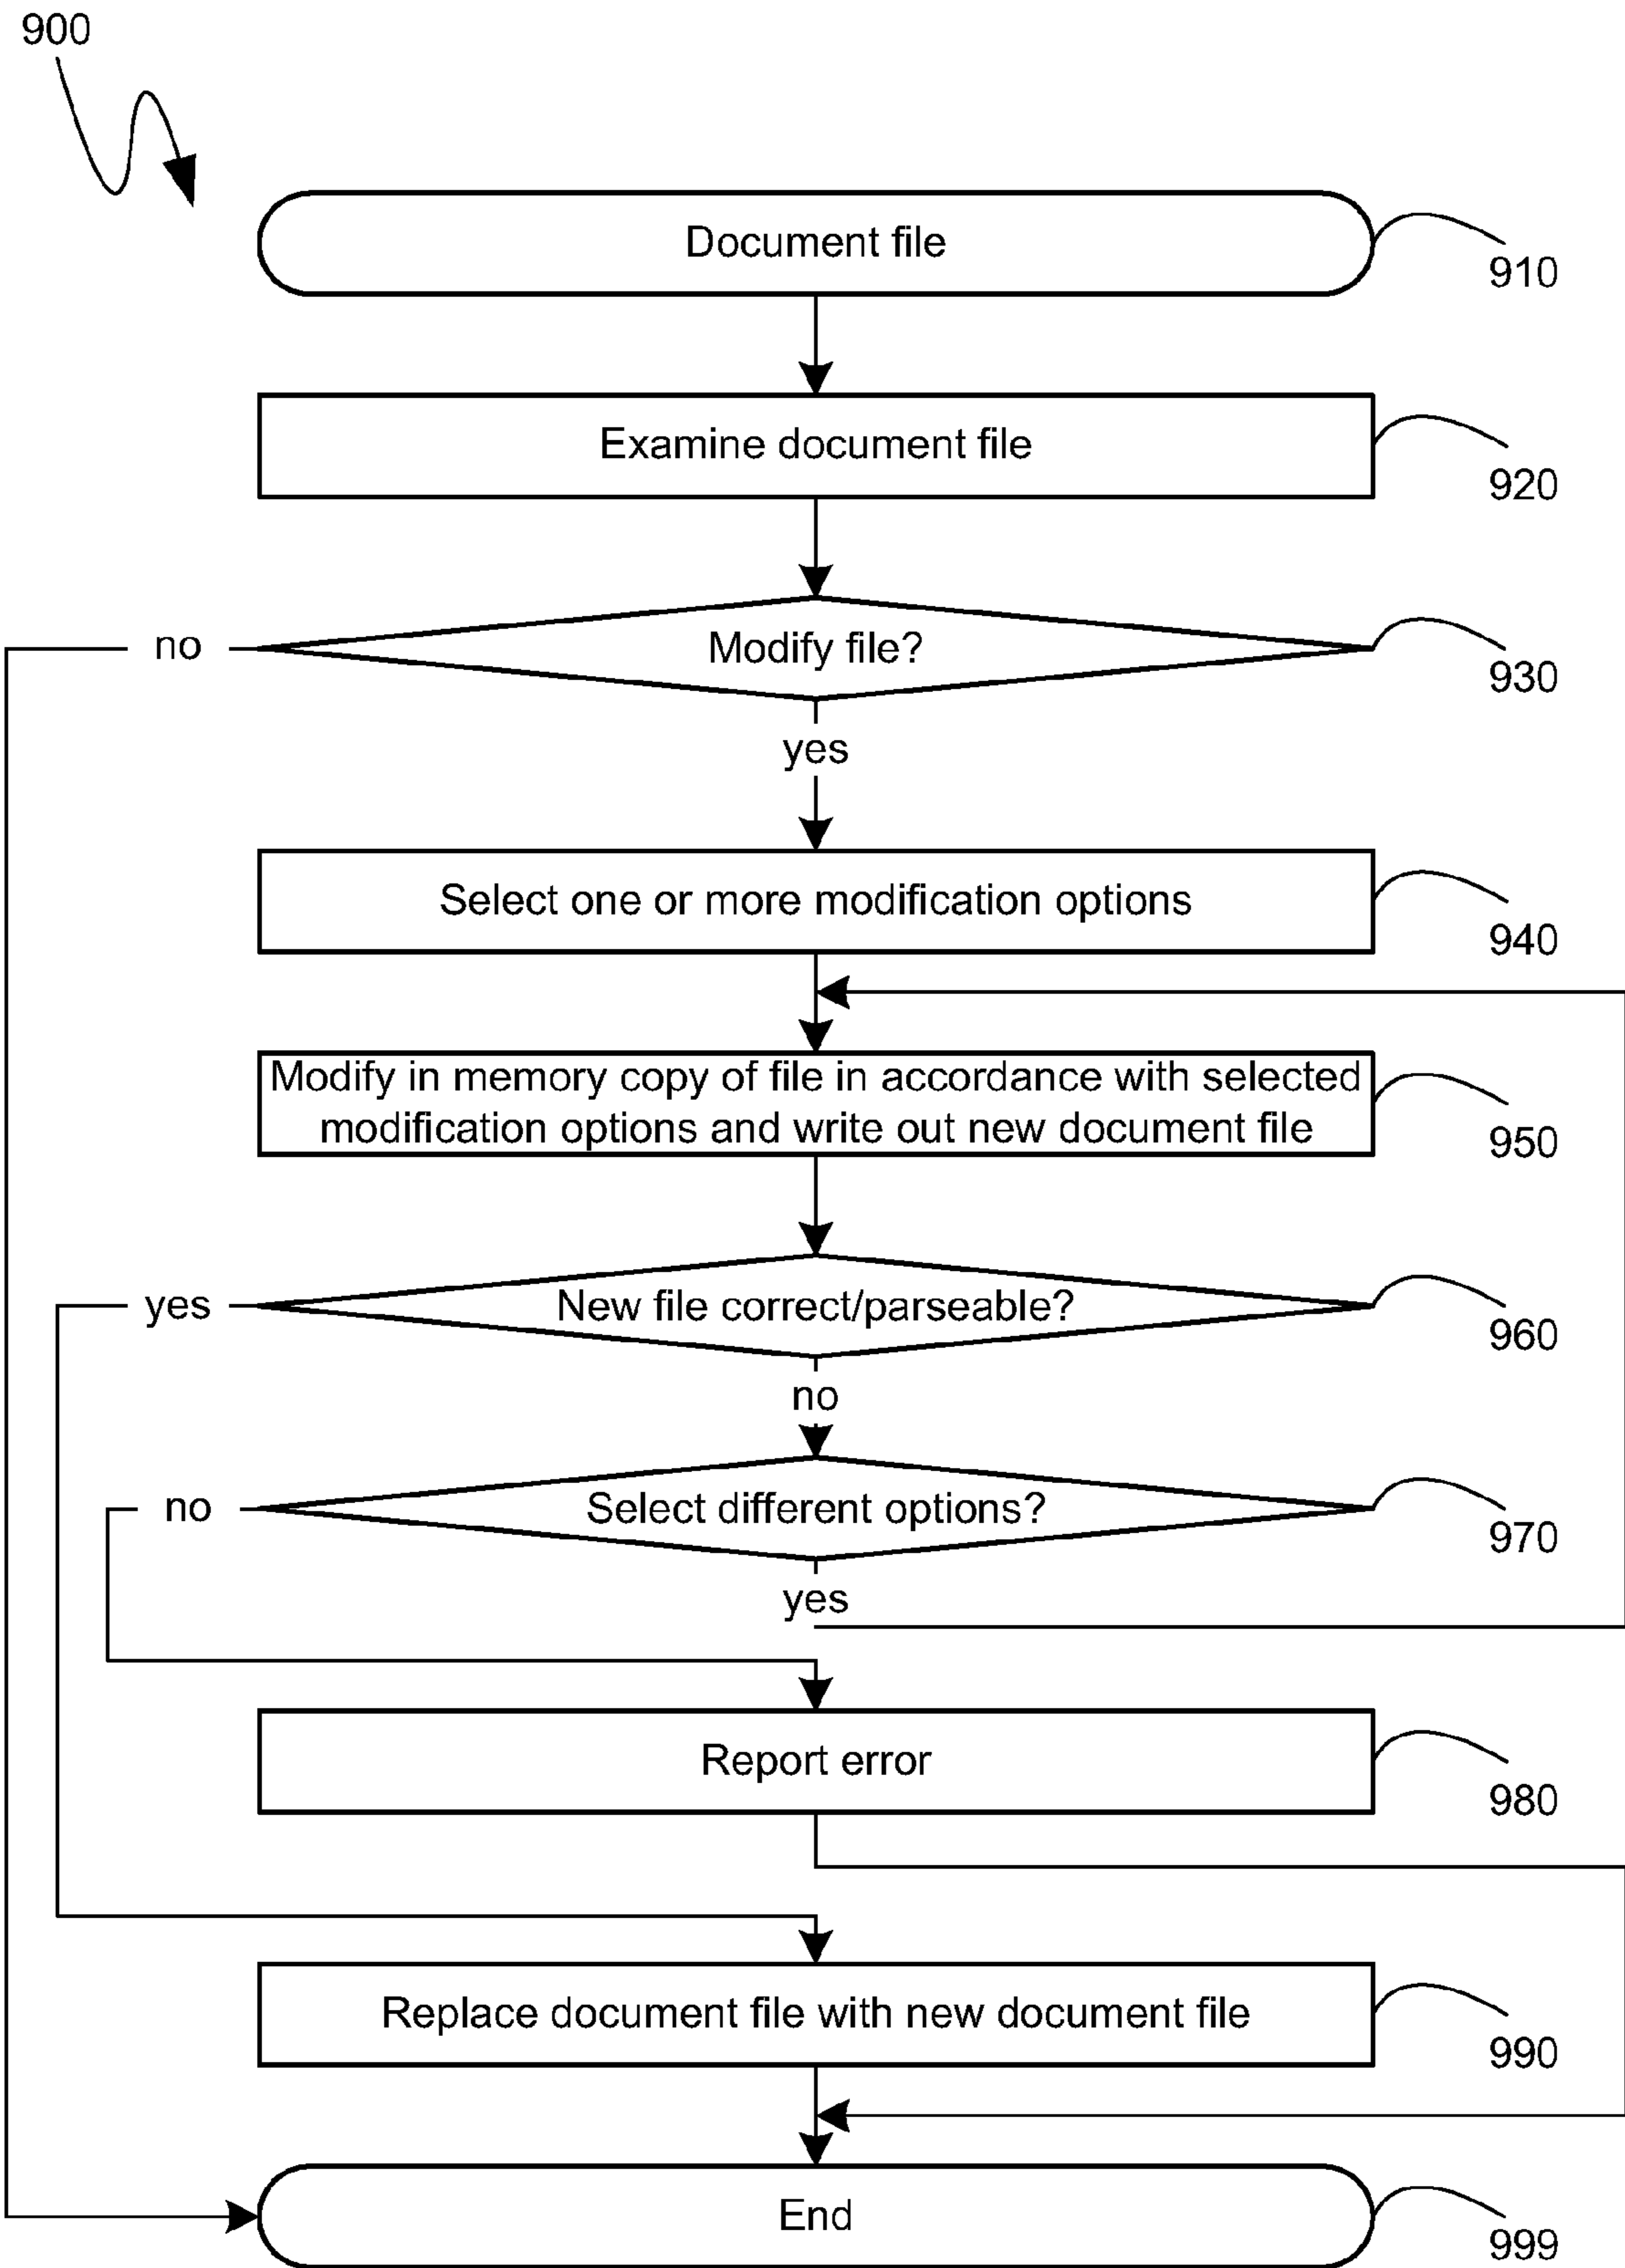 900
Document file
910
Examine document file
920
no
Modify file?
930
yes
Select one or more modification options
940
Modify in memory copy of file in accordance with selected
modification options and write out new document file
950
yes
New file correct/parseable?
960
no
no
Select different options?
970
yes
Report error
980
Replace document file with new document file
990
End
999